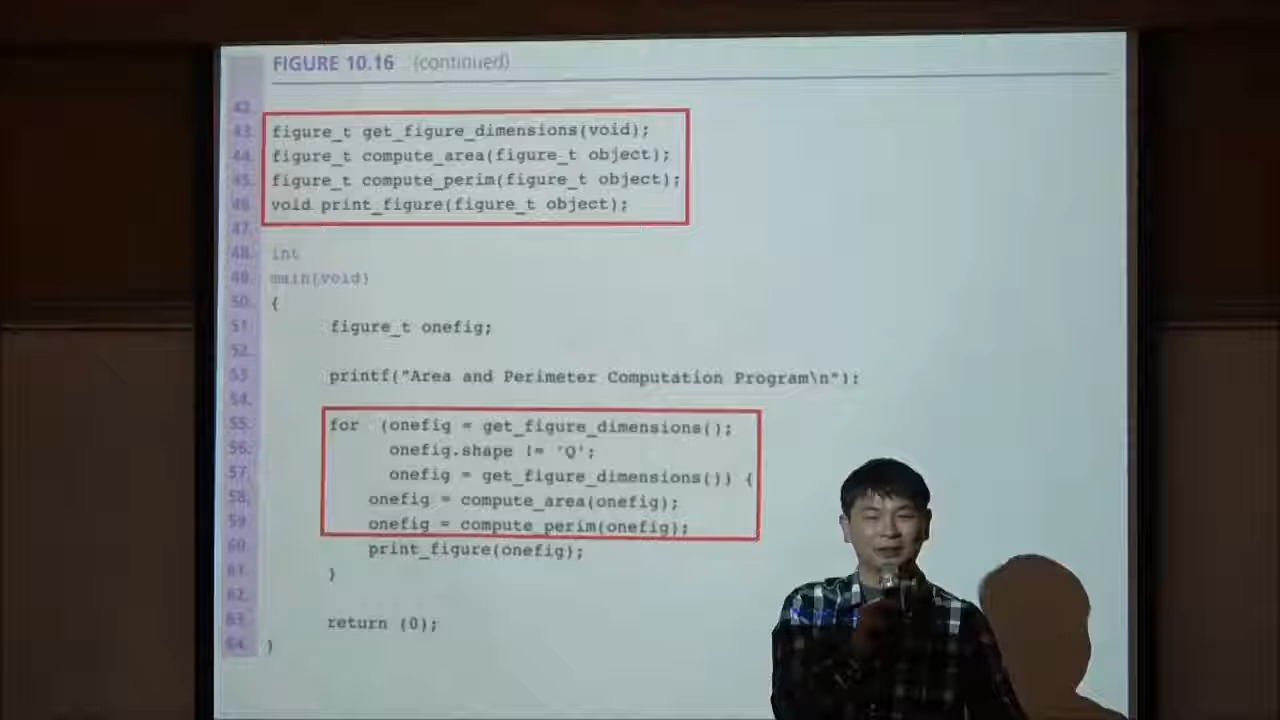 FIGURE 10.16 (continued)
42.
43. figure_t get_figure_dimensions(void);
44. figure_t compute_area(figure_t object);
45. figure_t compute_perim(figure_t object);
46. void print_figure(figure_t object);
47.
48. int
49. main(void)
50. {
51. figure_t onefig;
52.
53. printf("Area and Perimeter Computation Program\n");
54.
55. for (onefig = get_figure_dimensions();
56. onefig.shape != 'Q';
57. onefig = get_figure_dimensions()) {
58. onefig = compute_area(onefig);
59. onefig = compute_perim(onefig);
60. print_figure(onefig);
61. }
62.
63. return (0);
64. }